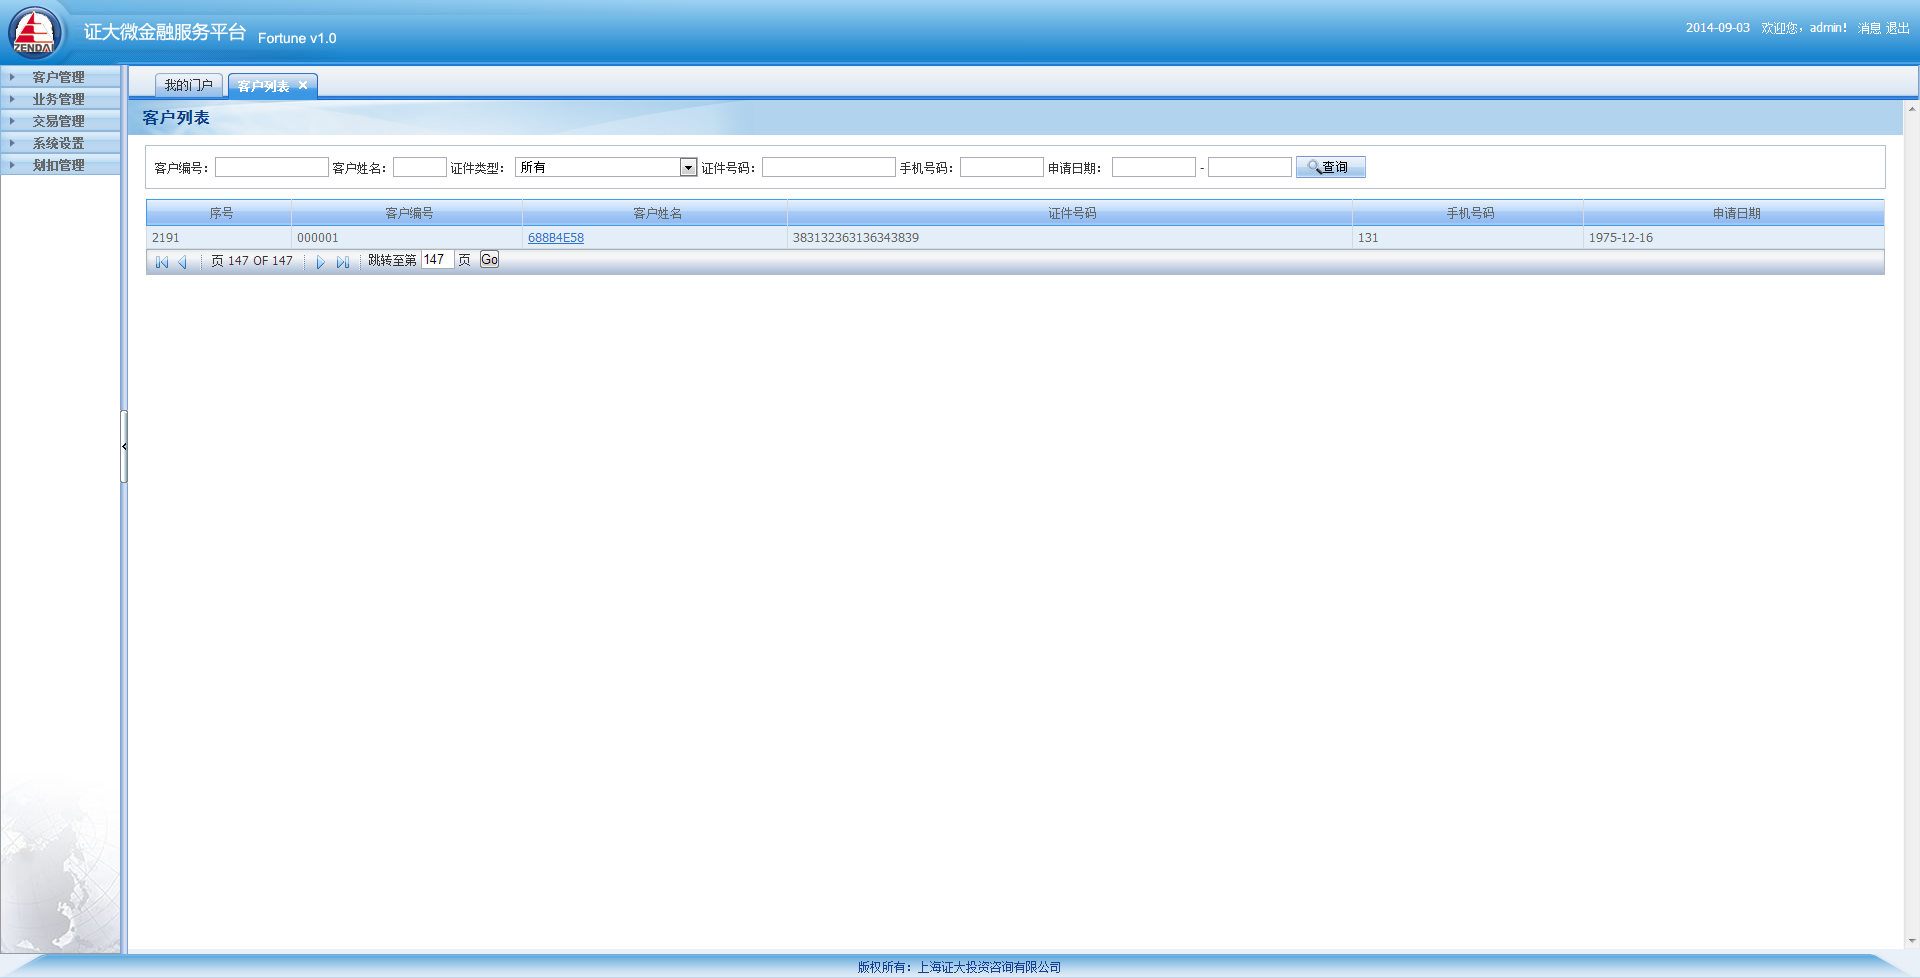 ZENDAI
证大微金融服务平台 Fortune v1.0
2014-09-03 欢迎您，admin! 消息 退出
客户管理
业务管理
交易管理
系统设置
划扣管理
我的门户 客户列表 ×
客户列表
客户编号： 客户姓名： 证件类型： 所有 证件号码： 手机号码： 申请日期： - 查询
序号 客户编号 客户姓名 证件号码 手机号码 申请日期
2191 000001 688B4E58 383132363136343839 131 1975-12-16
页 147 OF 147 跳转至第 147 页 Go
版权所有：上海证大投资咨询有限公司